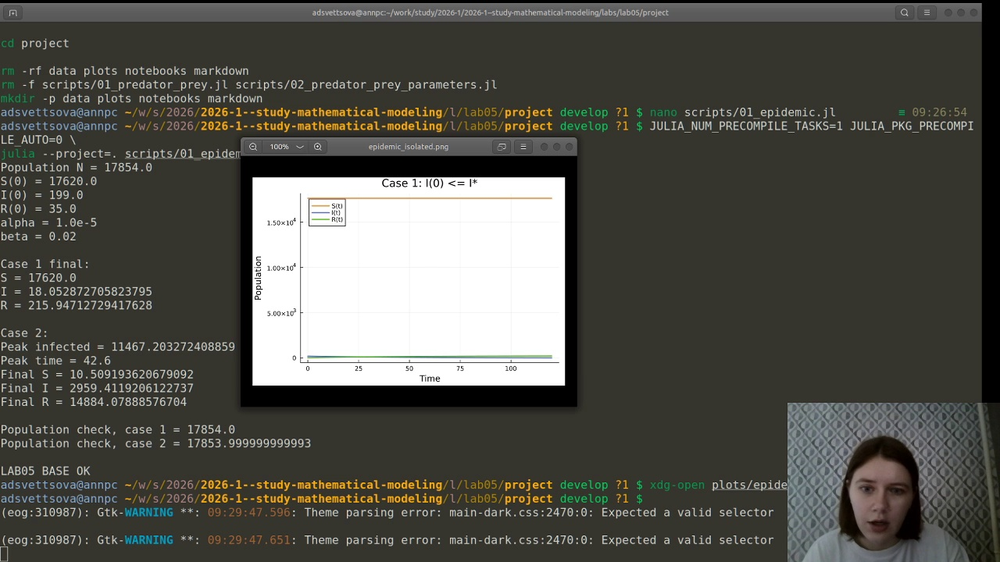 adsvettsova@annpc:~/work/study/2026-1/2026-1--study-mathematical-modeling/labs/lab05/project
cd project
rm -rf data plots notebooks markdown
rm -f scripts/01_predator_prey.jl scripts/02_predator_prey_parameters.jl
mkdir -p data plots notebooks markdown
adsvettsova@annpc ~/w/s/2026/2026-1--study-mathematical-modeling/l/lab05/project develop ?1 $ nano scripts/01_epidemic.jl ≡ 09:26:54
adsvettsova@annpc ~/w/s/2026/2026-1--study-mathematical-modeling/l/lab05/project develop ?1 $ JULIA_NUM_PRECOMPILE_TASKS=1 JULIA_PKG_PRECOMPI
LE_AUTO=0 \
julia --project=. scripts/01_epidem
Population N = 17854.0
S(0) = 17620.0
I(0) = 199.0
R(0) = 35.0
alpha = 1.0e-5
beta = 0.02
Case 1 final:
S = 17620.0
I = 18.052872705823795
R = 215.94712729417628
Case 2:
Peak infected = 11467.203272408859
Peak time = 42.6
Final S = 10.509193620679092
Final I = 2959.4119206122737
Final R = 14884.07888576704
Population check, case 1 = 17854.0
Population check, case 2 = 17853.999999999993
LAB05 BASE OK
adsvettsova@annpc ~/w/s/2026/2026-1--study-mathematical-modeling/l/lab05/project develop ?1 $ xdg-open plots/epide
adsvettsova@annpc ~/w/s/2026/2026-1--study-mathematical-modeling/l/lab05/project develop ?1 $
(eog:310987): Gtk-WARNING **: 09:29:47.596: Theme parsing error: main-dark.css:2470:0: Expected a valid selector
(eog:310987): Gtk-WARNING **: 09:29:47.651: Theme parsing error: main-dark.css:2470:0: Expected a valid selector
100%
epidemic_isolated.png
Case 1: I(0) <= I*
S(t)
I(t)
R(t)
Population
1.50×10⁴
1.00×10⁴
5.00×10³
0
0 25 50 75 100
Time